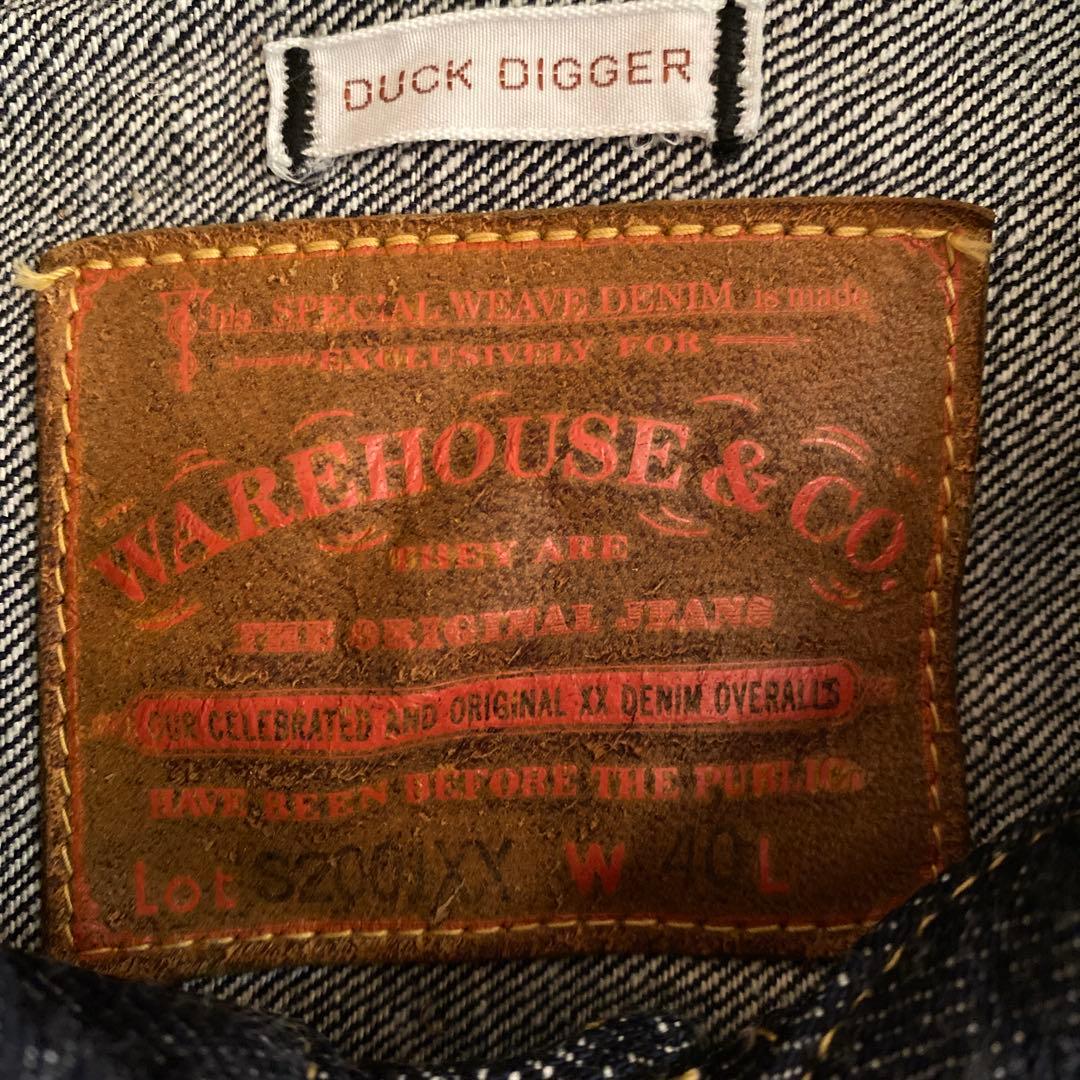 DUCK DIGGER
This SPECIAL WEAVE DENIM is made
EXCLUSIVELY FOR
WAREHOUSE & CO.
THEY ARE
THE ORIGINAL JEANS
OUR CELEBRATED AND ORIGINAL XX DENIM OVERALLS
HAVE BEEN BEFORE THE PUBLIC.
Lot S2001XX W 40 L